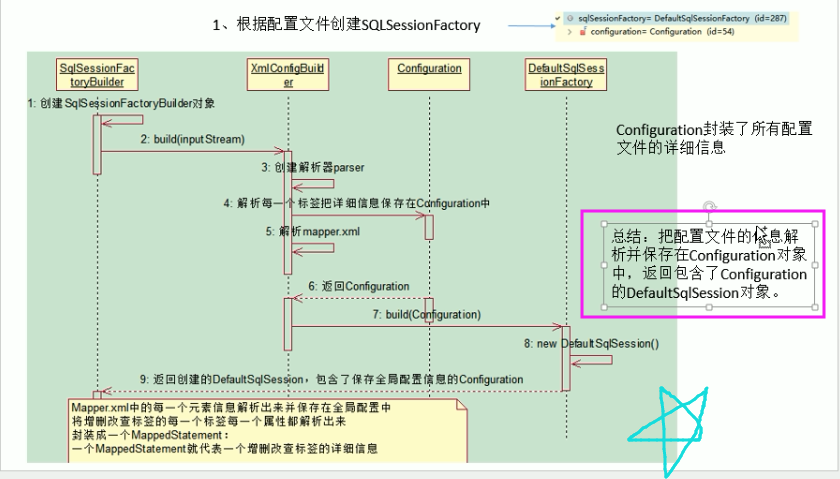 1、根据配置文件创建SQLSessionFactory
sqlSessionFactory= DefaultSqlSessionFactory (id=287)
configuration= Configuration (id=54)
SqlSessionFac
toryBuilder
XmlConfigBuild
er
Configuration
DefaultSqlSess
ionFactory
1: 创建SqlSessionFactoryBuilder对象
2: build(inputStream)
3: 创建解析器parser
4: 解析每一个标签把详细信息保存在Configuration中
5: 解析mapper.xml
6: 返回Configuration
7: build(Configuration)
8: new DefaultSqlSession()
9: 返回创建的DefaultSqlSession，包含了保存全局配置信息的Configuration
Configuration封装了所有配置
文件的详细信息
总结：把配置文件的信息解
析并保存在Configuration对象
中，返回包含了Configuration
的DefaultSqlSession对象。
Mapper.xml中的每一个元素信息解析出来并保存在全局配置中
将增删改查标签的每一个标签每一个属性都解析出来
封装成一个MappedStatement：
一个MappedStatement就代表一个增删改查标签的详细信息